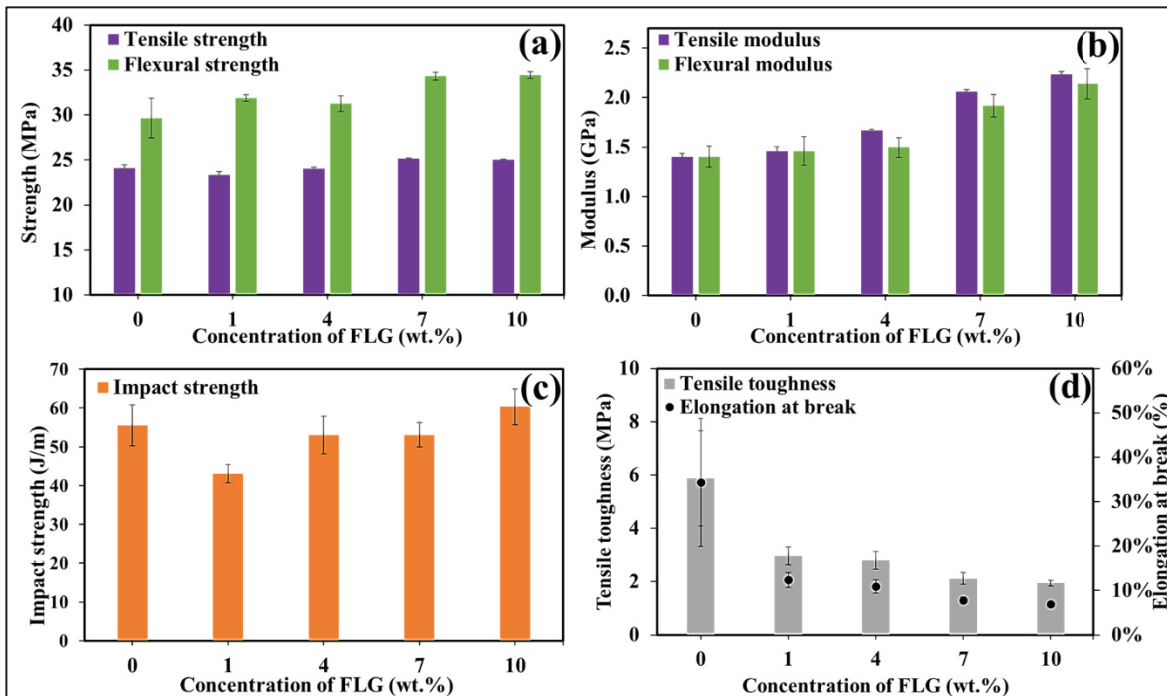 (a)
Tensile strength
Flexural strength
Strength (MPa)
40
35
30
25
20
15
10
0 1 4 7 10
Concentration of FLG (wt.%)
(b)
Tensile modulus
Flexural modulus
Modulus (GPa)
2.5
2.0
1.5
1.0
0.5
0.0
0 1 4 7 10
Concentration of FLG (wt.%)
(c)
Impact strength
Impact strength (J/m)
70
60
50
40
30
20
10
0
0 1 4 7 10
Concentration of FLG (wt.%)
(d)
Tensile toughness
Elongation at break
Tensile toughness (MPa)
10
8
6
4
2
0
60%
50%
40%
30%
20%
10%
0%
Elongation at break (%)
0 1 4 7 10
Concentration of FLG (wt.%)